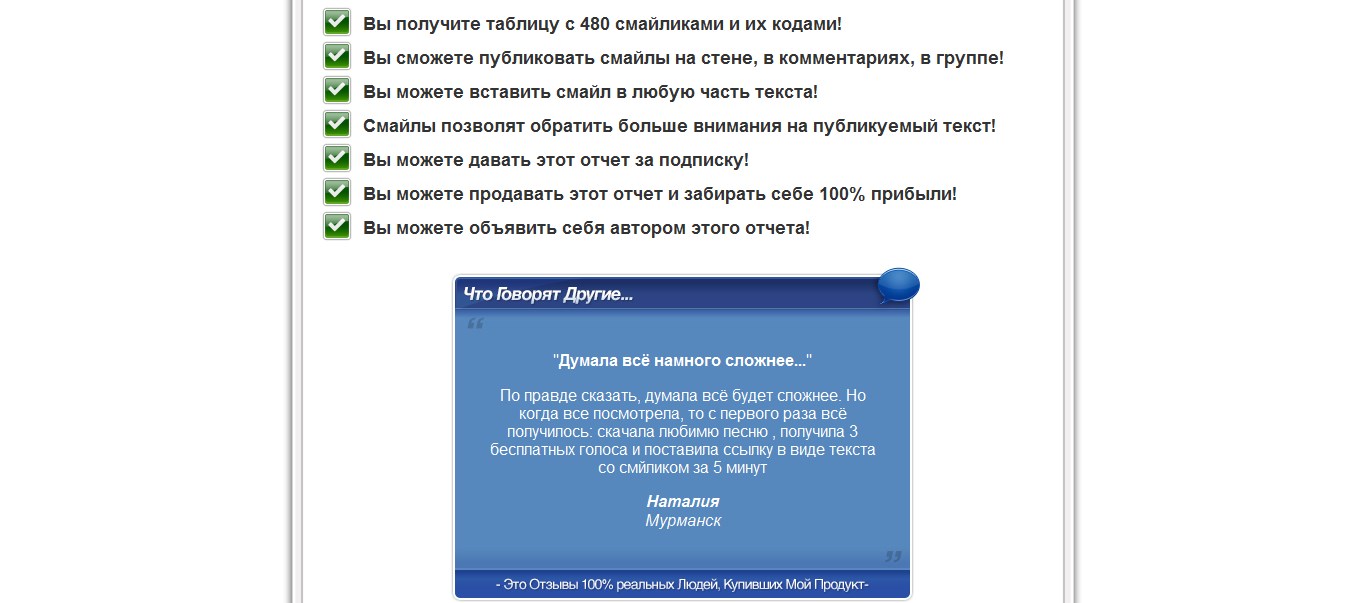 Вы получите таблицу с 480 смайликами и их кодами!
Вы сможете публиковать смайлы на стене, в комментариях, в группе!
Вы можете вставить смайл в любую часть текста!
Смайлы позволят обратить больше внимания на публикуемый текст!
Вы можете давать этот отчет за подписку!
Вы можете продавать этот отчет и забирать себе 100% прибыли!
Вы можете объявить себя автором этого отчета!
Что Говорят Другие...
"Думала всё намного сложнее..."
По правде сказать, думала всё будет сложнее. Но
когда все посмотрела, то с первого раза всё
получилось: скачала любимю песню , получила 3
бесплатных голоса и поставила ссылку в виде текста
со смйликом за 5 минут
Наталия
Мурманск
- Это Отзывы 100% реальных Людей, Купивших Мой Продукт-